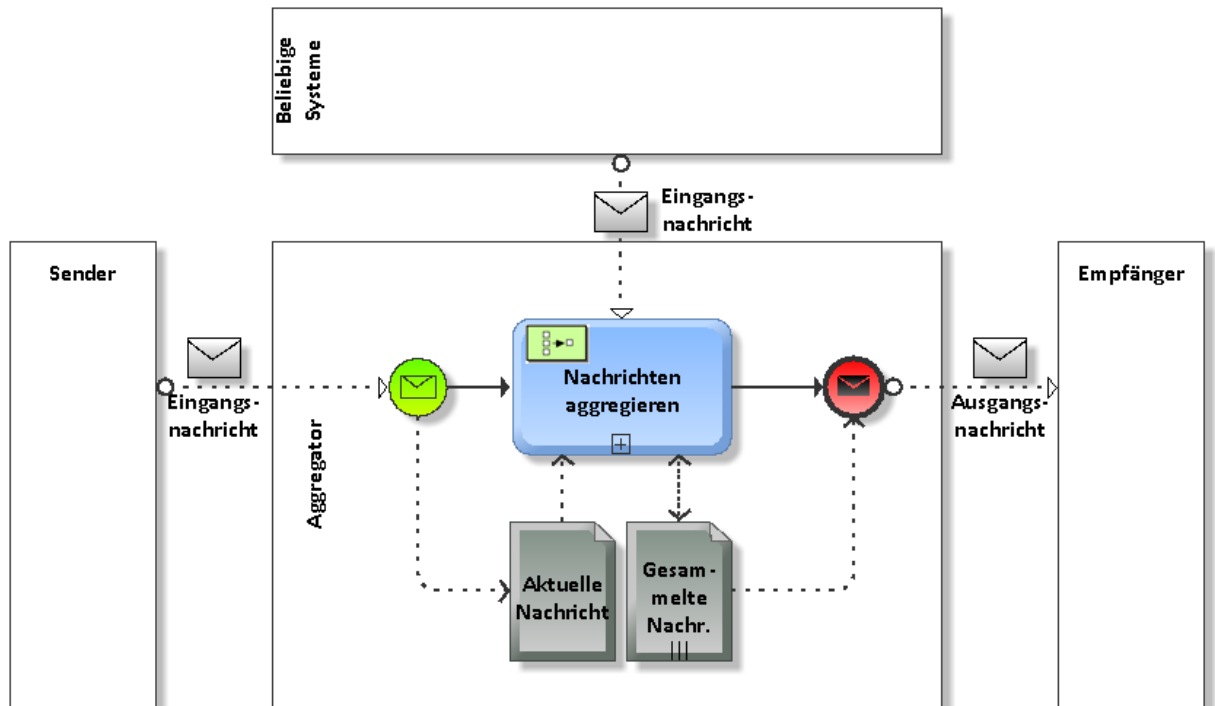 Beliebige
Systeme
Eingangs-
nachricht
Sender
Empfänger
Eingangs-
nachricht
Aggregator
Nachrichten
aggregieren
Ausgangs-
nachricht
Aktuelle
Nachricht
Gesam-
melte
Nachr.